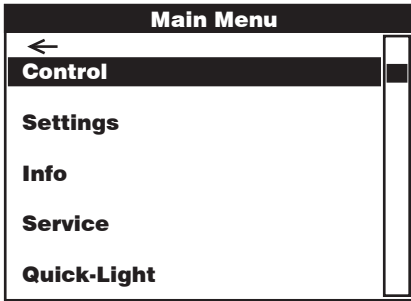 Main Menu
←
Control
Settings
Info
Service
Quick-Light